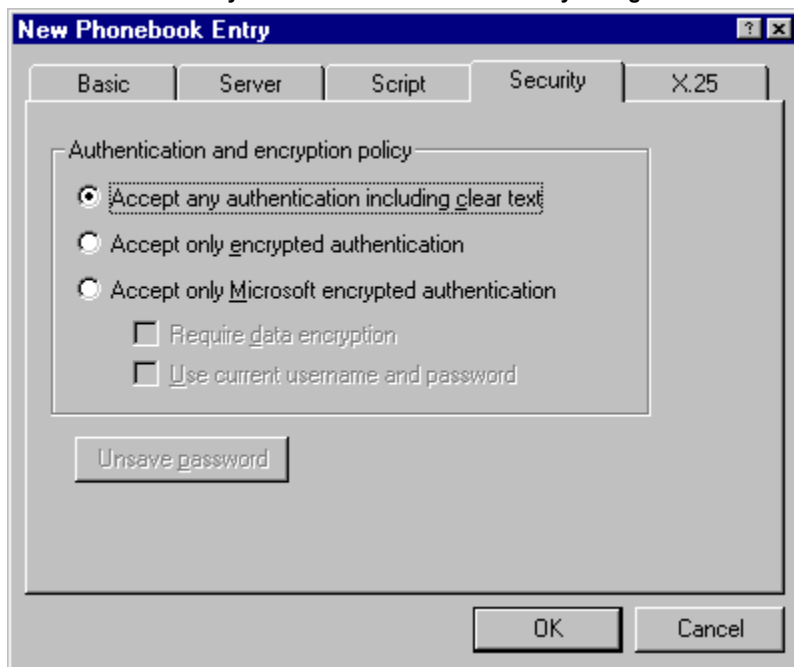 New Phonebook Entry
Basic Server Script Security X.25
Authentication and encryption policy
Accept any authentication including clear text
Accept only encrypted authentication
Accept only Microsoft encrypted authentication
Require data encryption
Use current username and password
Unsave password
OK Cancel